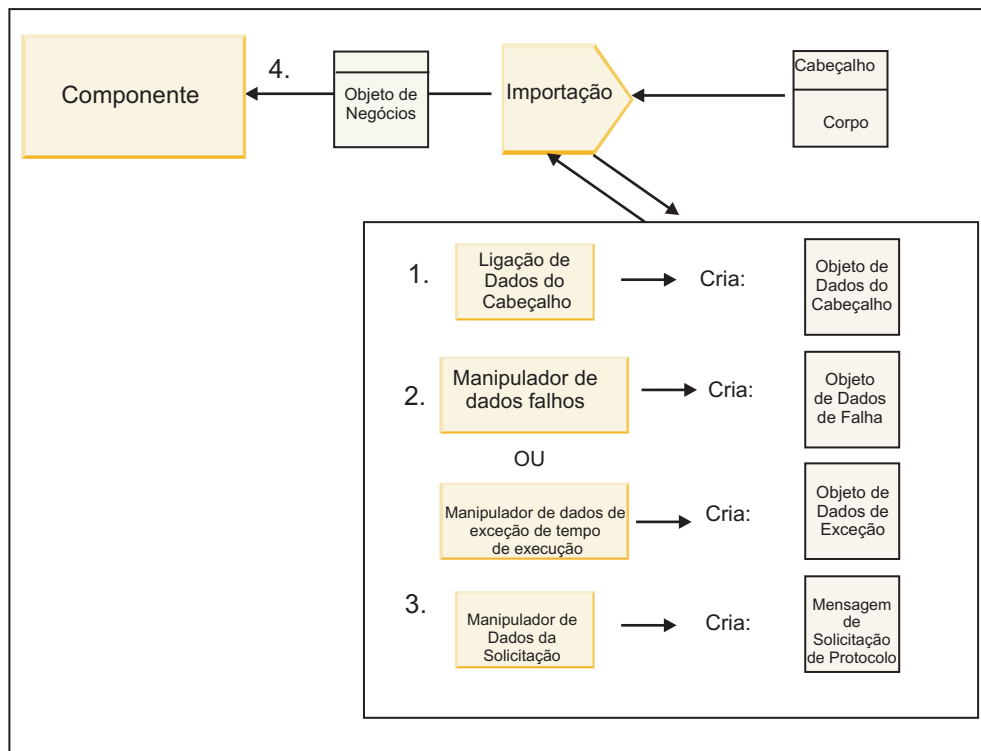 Componente
4.
Objeto de
Negócios
Importação
Cabeçalho
Corpo
1.
Ligação de
Dados do
Cabeçalho
Cria:
Objeto de
Dados do
Cabeçalho
2.
Manipulador de
dados falhos
Cria:
Objeto
de Dados
de Falha
OU
Manipulador de dados de
exceção de tempo
de execução
Cria:
Objeto de
Dados de
Exceção
3.
Manipulador de
Dados da
Solicitação
Cria:
Mensagem
de
Solicitação
de Protocolo